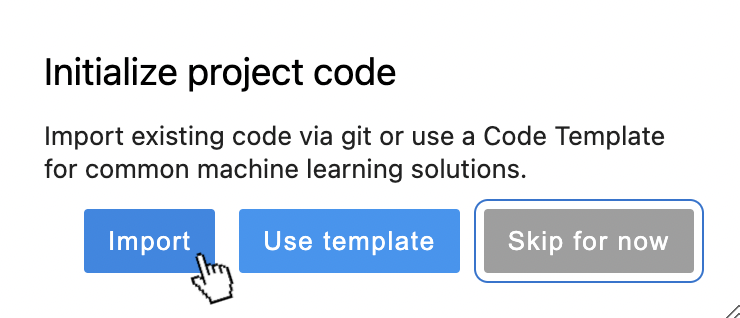 Initialize project code
Import existing code via git or use a Code Template
for common machine learning solutions.
Import Use template Skip for now